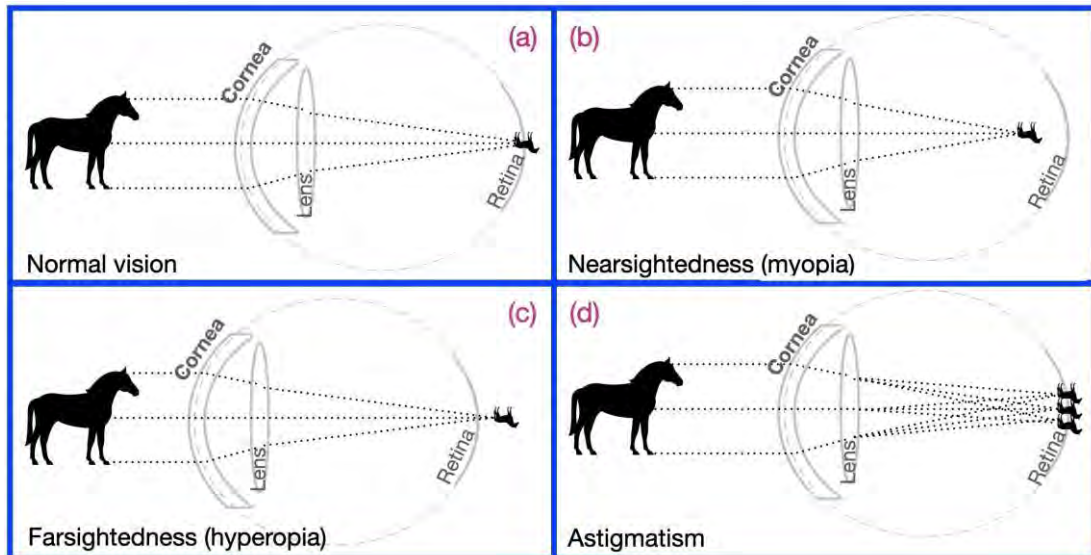 (a)
Cornea
Lens
Retina
Normal vision
(b)
Cornea
Lens
Retina
Nearsightedness (myopia)
(c)
Cornea
Lens
Retina
Farsightedness (hyperopia)
(d)
Cornea
Lens
Retina
Astigmatism